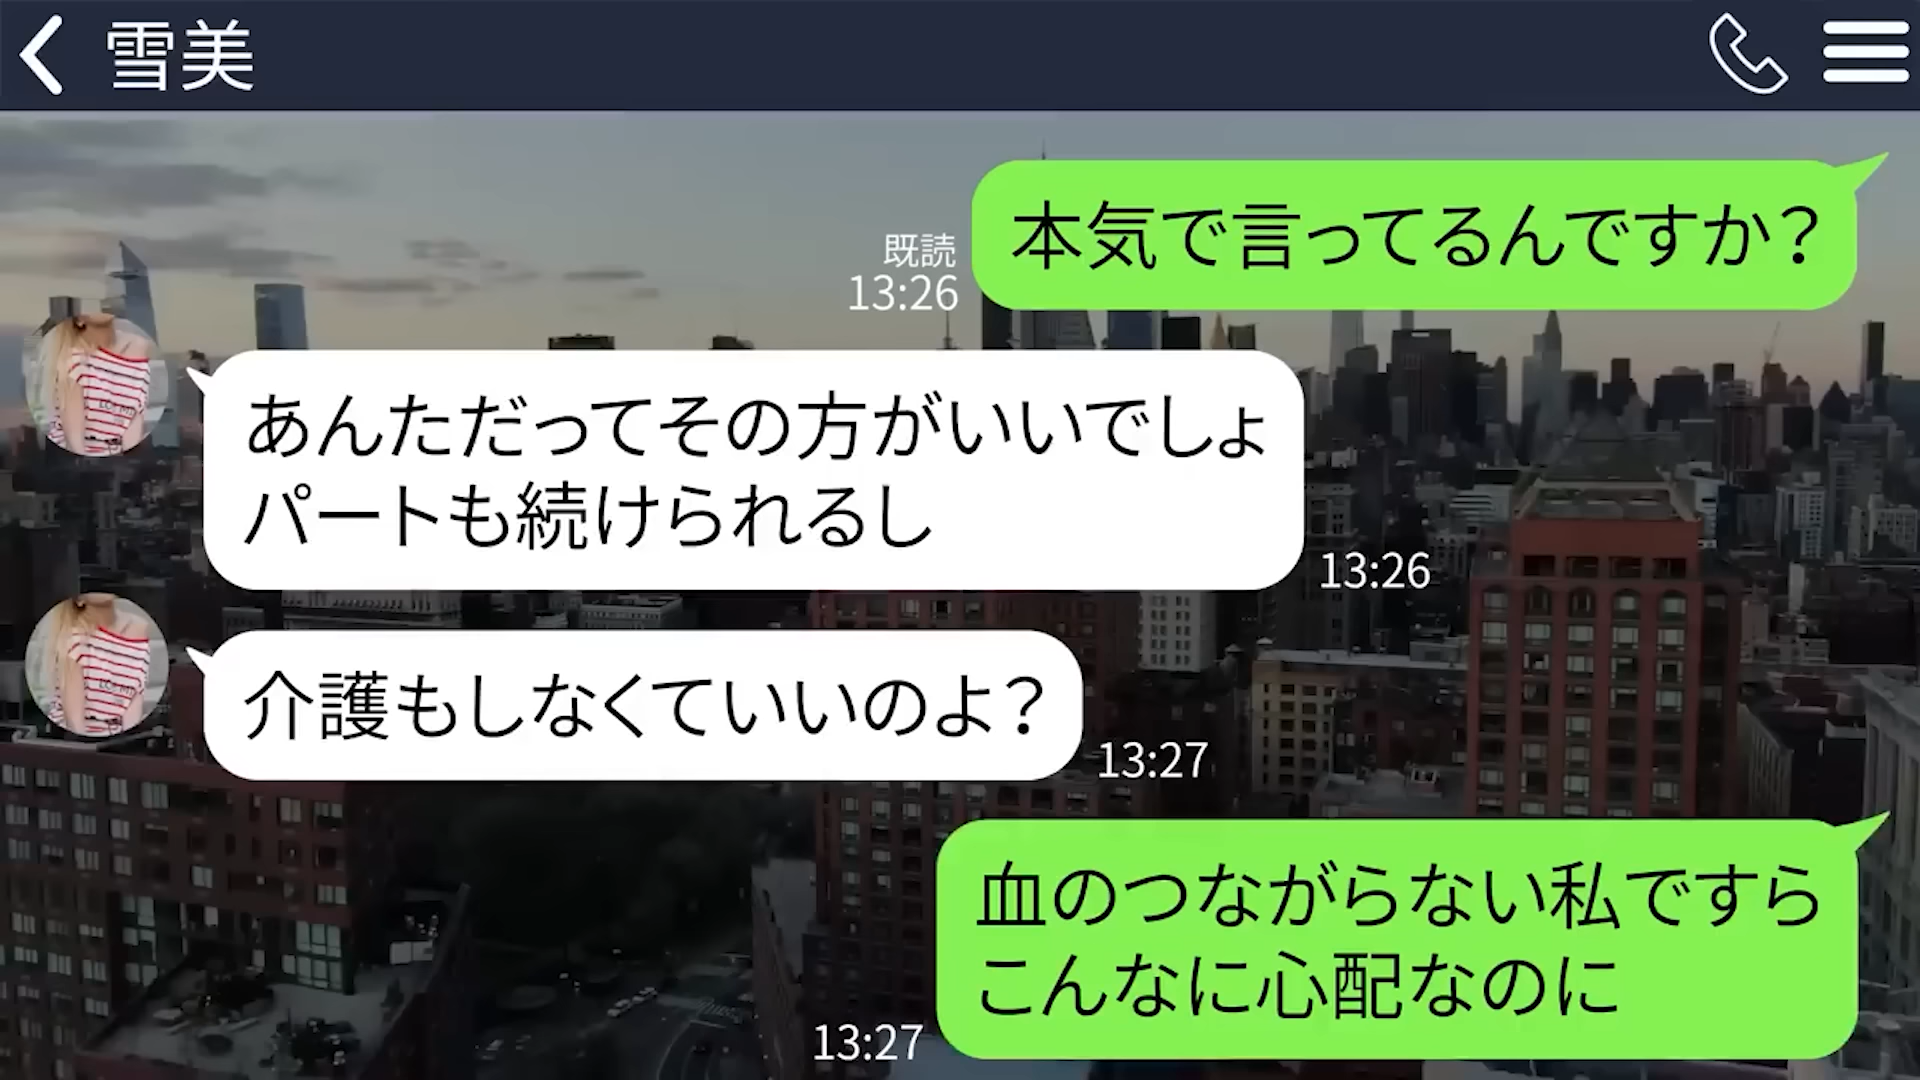 雪美
本気で言ってるんですか？
既読
13:26
あんただってその方がいいでしょ
パートも続けられるし
13:26
介護もしなくていいのよ？
13:27
血のつながらない私ですら
こんなに心配なのに
13:27